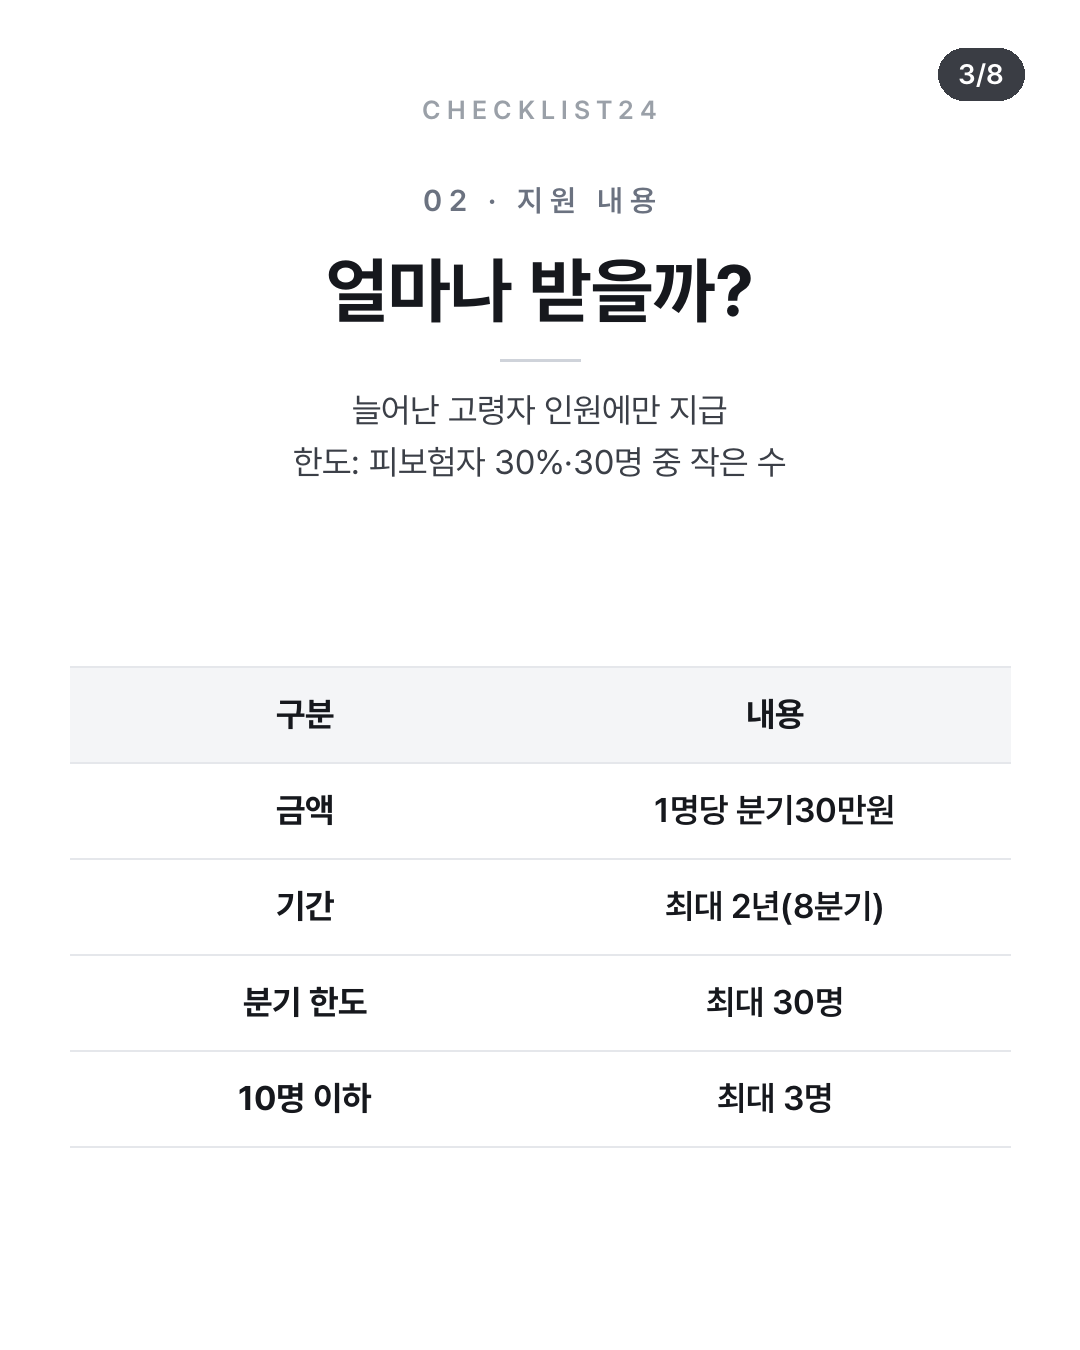 3/8
CHECKLIST24
02 · 지원 내용
얼마나 받을까?
늘어난 고령자 인원에만 지급
한도: 피보험자 30%·30명 중 작은 수
구분 내용
금액 1명당 분기30만원
기간 최대 2년(8분기)
분기 한도 최대 30명
10명 이하 최대 3명